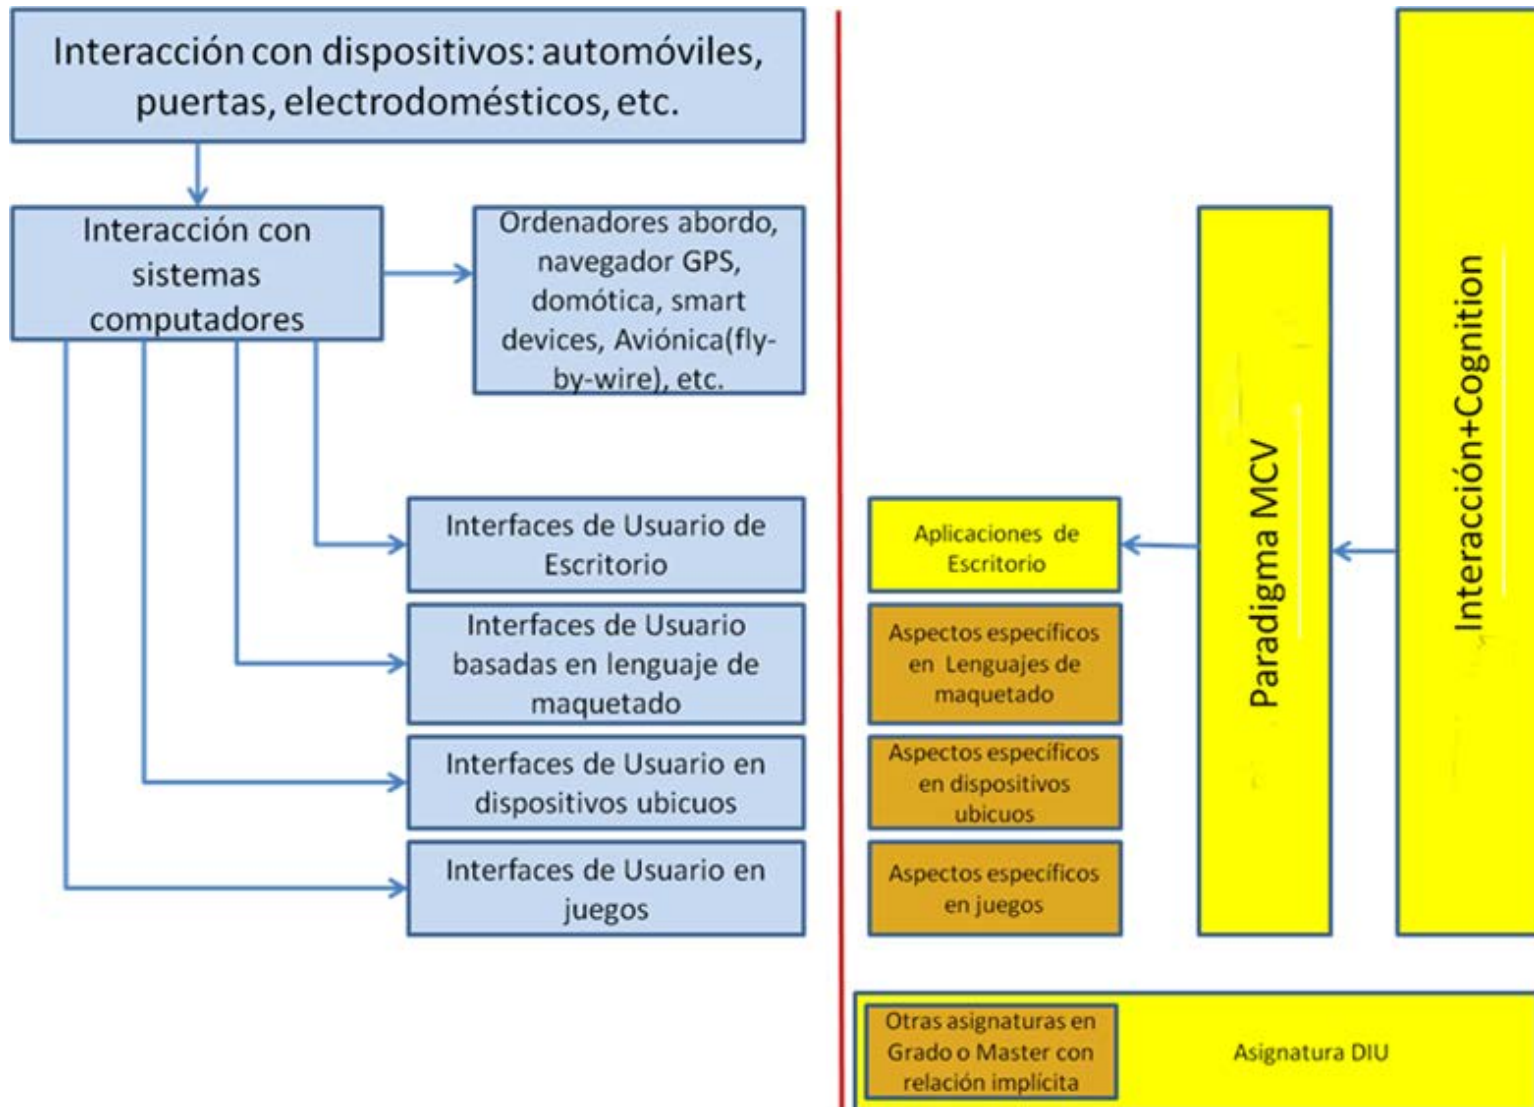 Interacción con dispositivos: automóviles,
puertas, electrodomésticos, etc.
Interacción con
sistemas
computadores
Ordenadores abordo,
navegador GPS,
domótica, smart
devices, Aviónica(fly-
by-wire), etc.
Interfaces de Usuario de
Escritorio
Interfaces de Usuario
basadas en lenguaje de
maquetado
Interfaces de Usuario en
dispositivos ubicuos
Interfaces de Usuario en
juegos
Aplicaciones de
Escritorio
Aspectos específicos
en Lenguajes de
maquetado
Aspectos específicos
en dispositivos
ubicuos
Aspectos específicos
en juegos
Paradigma MCV
Interacción+Cognition
Otras asignaturas en
Grado o Master con
relación implícita
Asignatura DIU